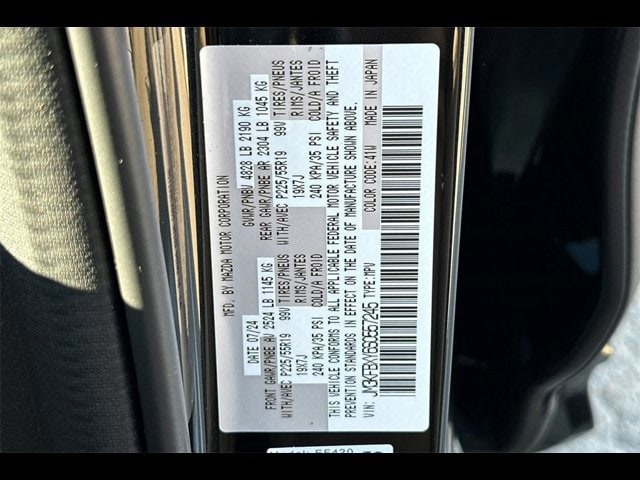 MFD. BY MAZDA MOTOR CORPORATION
DATE 07/24 GVWR/PNBV 4828 LB 2190 KG
FRONT GAWR/PNBE AV 2524 LB 1145 KG REAR GAWR/PNBE AR 2304 LB 1045 KG
WITH/AVEC P225/55R19 99V TIRES/PNEUS WITH/AVEC P225/55R19 99V TIRES/PNEUS
19X7J RIMS/JANTES 19X7J RIMS/JANTES
240 KPA/35 PSI COLD/A FROID 240 KPA/35 PSI COLD/A FROID
THIS VEHICLE CONFORMS TO ALL APPLICABLE FEDERAL MOTOR VEHICLE SAFETY AND THEFT
PREVENTION STANDARDS IN EFFECT ON THE DATE OF MANUFACTURE SHOWN ABOVE.
VIN: JM3KFBXY6S0557245 TYPE:MPV COLOR CODE:41W MADE IN JAPAN